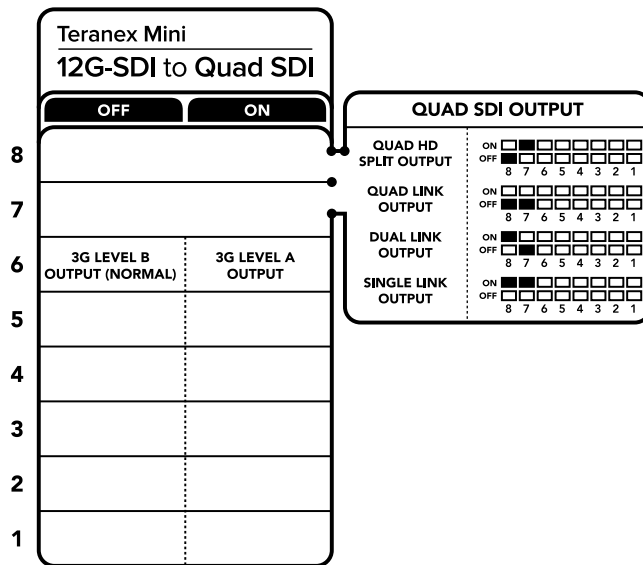 Teranex Mini
12G-SDI to Quad SDI
OFF ON
8
7
6 3G LEVEL B OUTPUT (NORMAL) 3G LEVEL A OUTPUT
5
4
3
2
1
QUAD SDI OUTPUT
QUAD HD SPLIT OUTPUT
ON
OFF
8 7 6 5 4 3 2 1
QUAD LINK OUTPUT
ON
OFF
8 7 6 5 4 3 2 1
DUAL LINK OUTPUT
ON
OFF
8 7 6 5 4 3 2 1
SINGLE LINK OUTPUT
ON
OFF
8 7 6 5 4 3 2 1